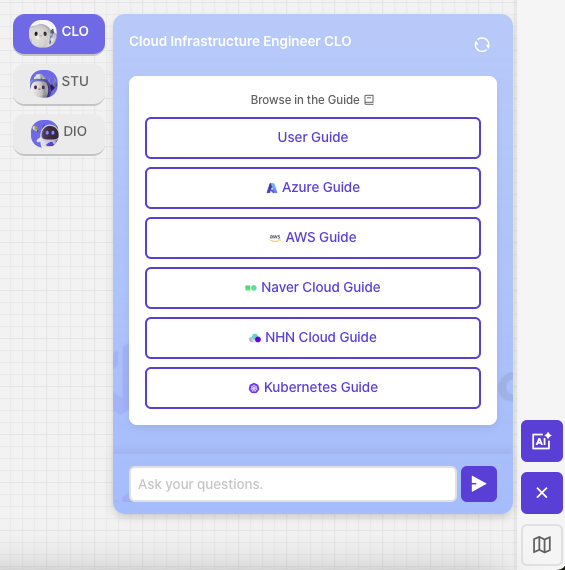 CLO
STU
DIO
Cloud Infrastructure Engineer CLO
Browse in the Guide
User Guide
Azure Guide
aws AWS Guide
Naver Cloud Guide
NHN Cloud Guide
Kubernetes Guide
Ask your questions.
AI